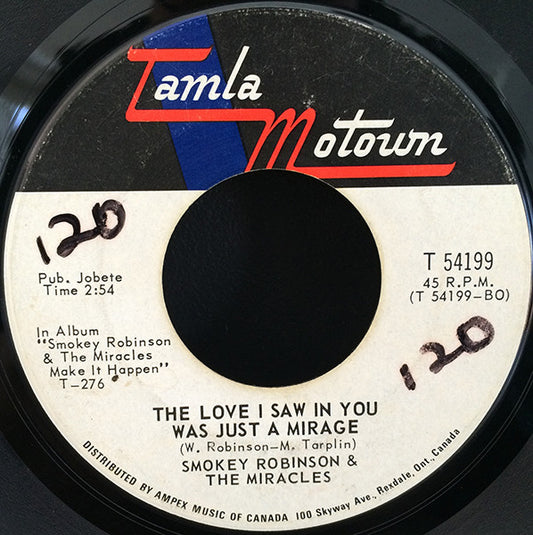 Tamla
Motown
120
Pub. Jobete
Time 2:54
T 54199
45 R.P.M.
(T 54199-BO)
In Album
"Smokey Robinson
& The Miracles
Make It Happen"
T-276
120
THE LOVE I SAW IN YOU
WAS JUST A MIRAGE
(W. Robinson-M. Tarplin)
SMOKEY ROBINSON &
THE MIRACLES
DISTRIBUTED BY AMPEX MUSIC OF CANADA 100 Skyway Ave., Rexdale, Ont., Canada